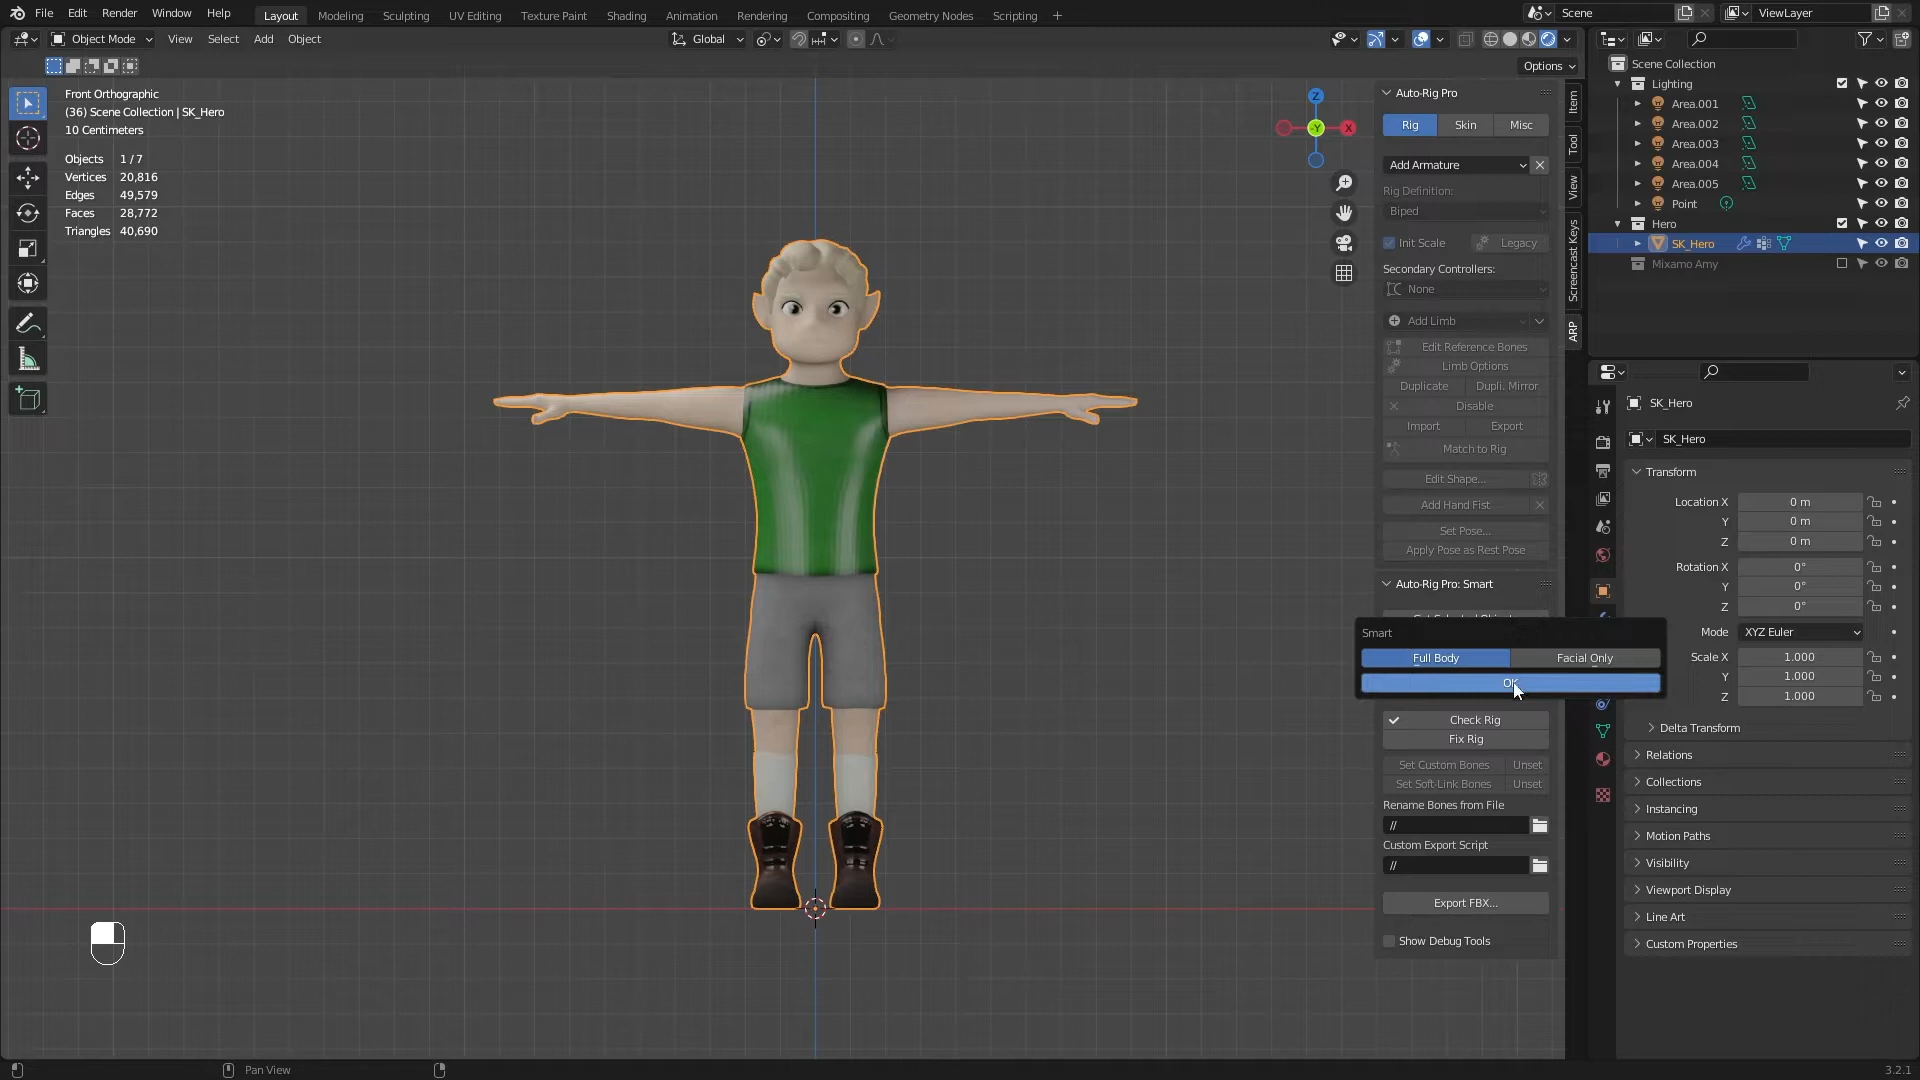 File Edit Render Window Help Layout Modeling Sculpting UV Editing Texture Paint Shading Animation Rendering Compositing Geometry Nodes Scripting + Scene ViewLayer
Object Mode View Select Add Object Global
Options
Front Orthographic
(36) Scene Collection | SK_Hero
10 Centimeters
Objects 1 / 7
Vertices 20,816
Edges 49,579
Faces 28,772
Triangles 40,690
Z
-Y X
Auto-Rig Pro
Rig Skin Misc
Add Armature
Rig Definition:
Biped
Init Scale Legacy
Secondary Controllers:
None
Add Limb
Edit Reference Bones
Limb Options
Duplicate Dupli. Mirror
Disable
Import Export
Match to Rig
Edit Shape...
Add Hand Fist
Set Pose...
Apply Pose as Rest Pose
Auto-Rig Pro: Smart
Smart
Full Body Facial Only
OK
Check Rig
Fix Rig
Set Custom Bones Unset
Set Soft-Link Bones Unset
Rename Bones from File
//
Custom Export Script
//
Export FBX...
Show Debug Tools
Item
Tool
View
Screencast Keys
ARP
Scene Collection
Lighting
Area.001
Area.002
Area.003
Area.004
Area.005
Point
Hero
SK_Hero
Mixamo Amy
SK_Hero
SK_Hero
Transform
Location X 0 m
Y 0 m
Z 0 m
Rotation X 0°
Y 0°
Z 0°
Mode XYZ Euler
Scale X 1.000
Y 1.000
Z 1.000
Delta Transform
Relations
Collections
Instancing
Motion Paths
Visibility
Viewport Display
Line Art
Custom Properties
Pan View 3.2.1